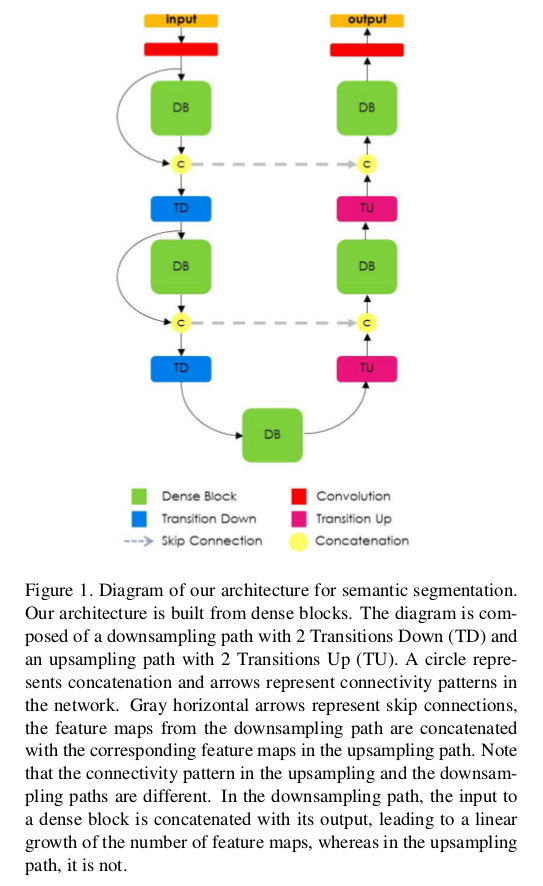 input
output
DB
DB
C
C
TD
TU
DB
DB
C
C
TD
TU
DB
Dense Block
Convolution
Transition Down
Transition Up
Skip Connection
Concatenation
Figure 1. Diagram of our architecture for semantic segmentation.
Our architecture is built from dense blocks. The diagram is com-
posed of a downsampling path with 2 Transitions Down (TD) and
an upsampling path with 2 Transitions Up (TU). A circle repre-
sents concatenation and arrows represent connectivity patterns in
the network. Gray horizontal arrows represent skip connections,
the feature maps from the downsampling path are concatenated
with the corresponding feature maps in the upsampling path. Note
that the connectivity pattern in the upsampling and the downsam-
pling paths are different. In the downsampling path, the input to
a dense block is concatenated with its output, leading to a linear
growth of the number of feature maps, whereas in the upsampling
path, it is not.